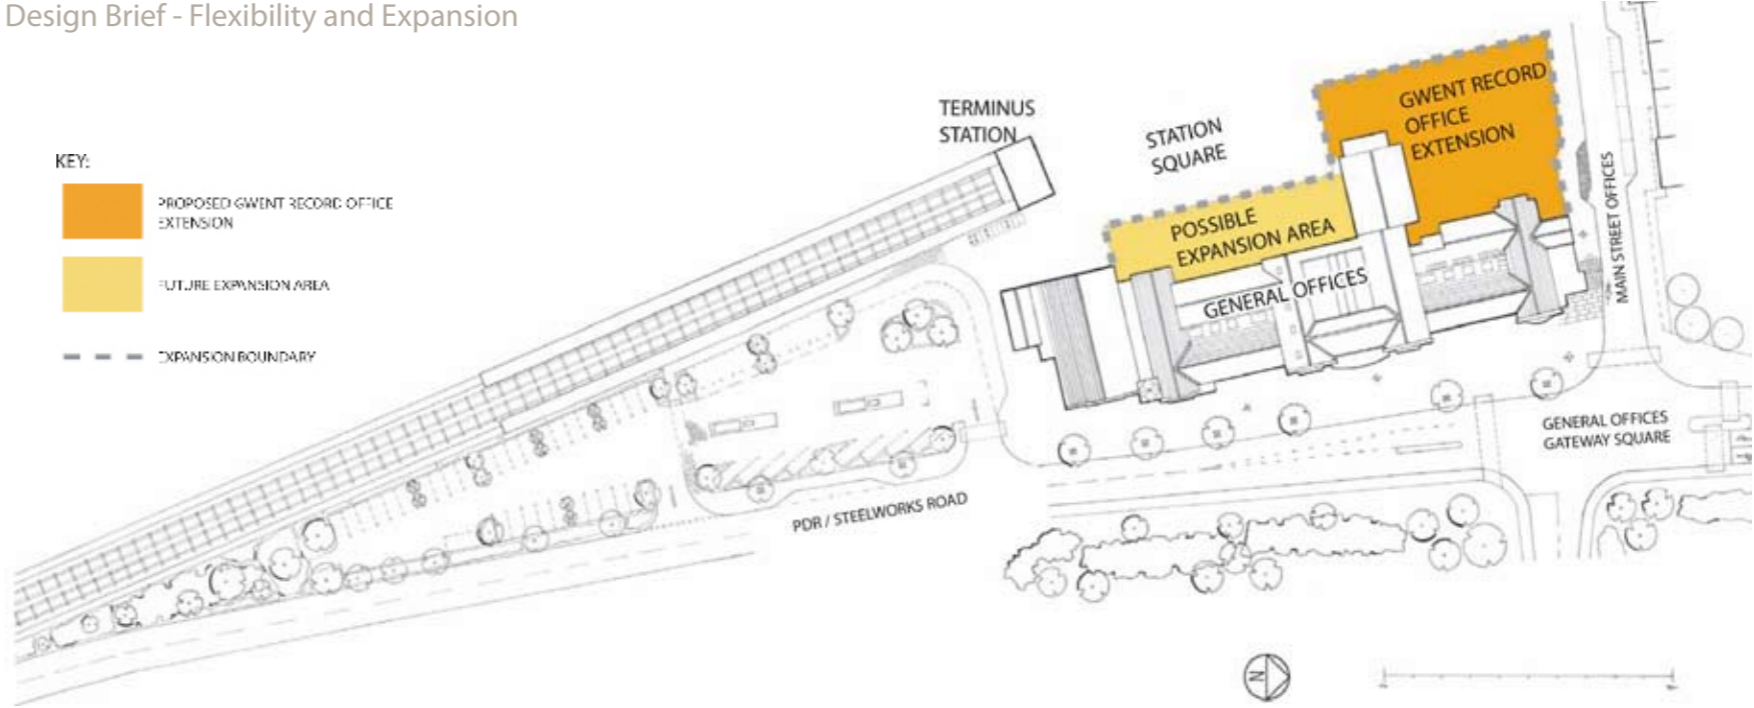 Design Brief - Flexibility and Expansion
KEY:
PROPOSED GWENT RECORD OFFICE
EXTENSION
FUTURE EXPANSION AREA
EXPANSION BOUNDARY
TERMINUS
STATION
STATION
SQUARE
GWENT RECORD
OFFICE
EXTENSION
POSSIBLE
EXPANSION AREA
GENERAL OFFICES
MAIN STREET OFFICES
GENERAL OFFICES
GATEWAY SQUARE
PDR / STEELWORKS ROAD
N